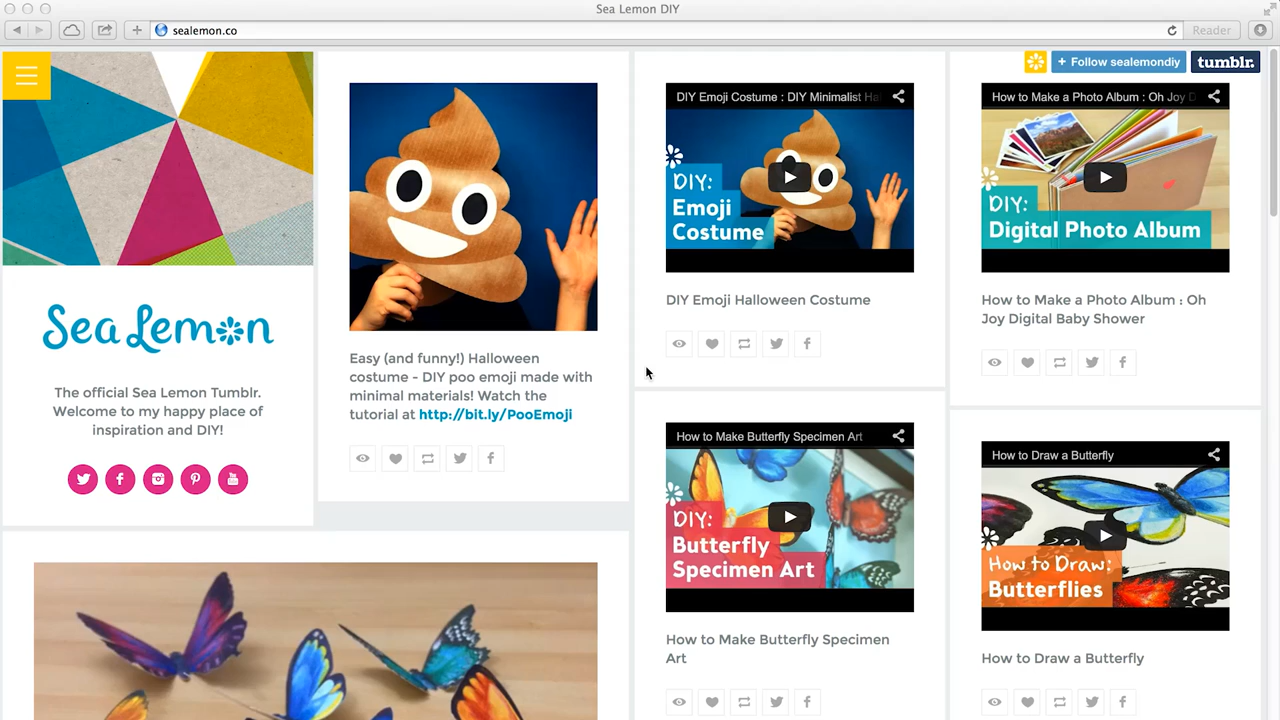 Sea Lemon DIY
sealemon.co
Reader
+ Follow sealemondiy
tumblr.
Sea Lemon
The official Sea Lemon Tumblr.
Welcome to my happy place of
inspiration and DIY!
Easy (and funny!) Halloween
costume - DIY poo emoji made with
minimal materials! Watch the
tutorial at http://bit.ly/PooEmoji
DIY Emoji Costume : DIY Minimalist
DIY:
Emoji
Costume
DIY Emoji Halloween Costume
How to Make Butterfly Specimen Art
DIY:
Butterfly
Specimen Art
How to Make Butterfly Specimen
Art
How to Make a Photo Album : Oh Joy
DIY:
Digital Photo Album
How to Make a Photo Album : Oh
Joy Digital Baby Shower
How to Draw a Butterfly
How to Draw:
Butterflies
How to Draw a Butterfly